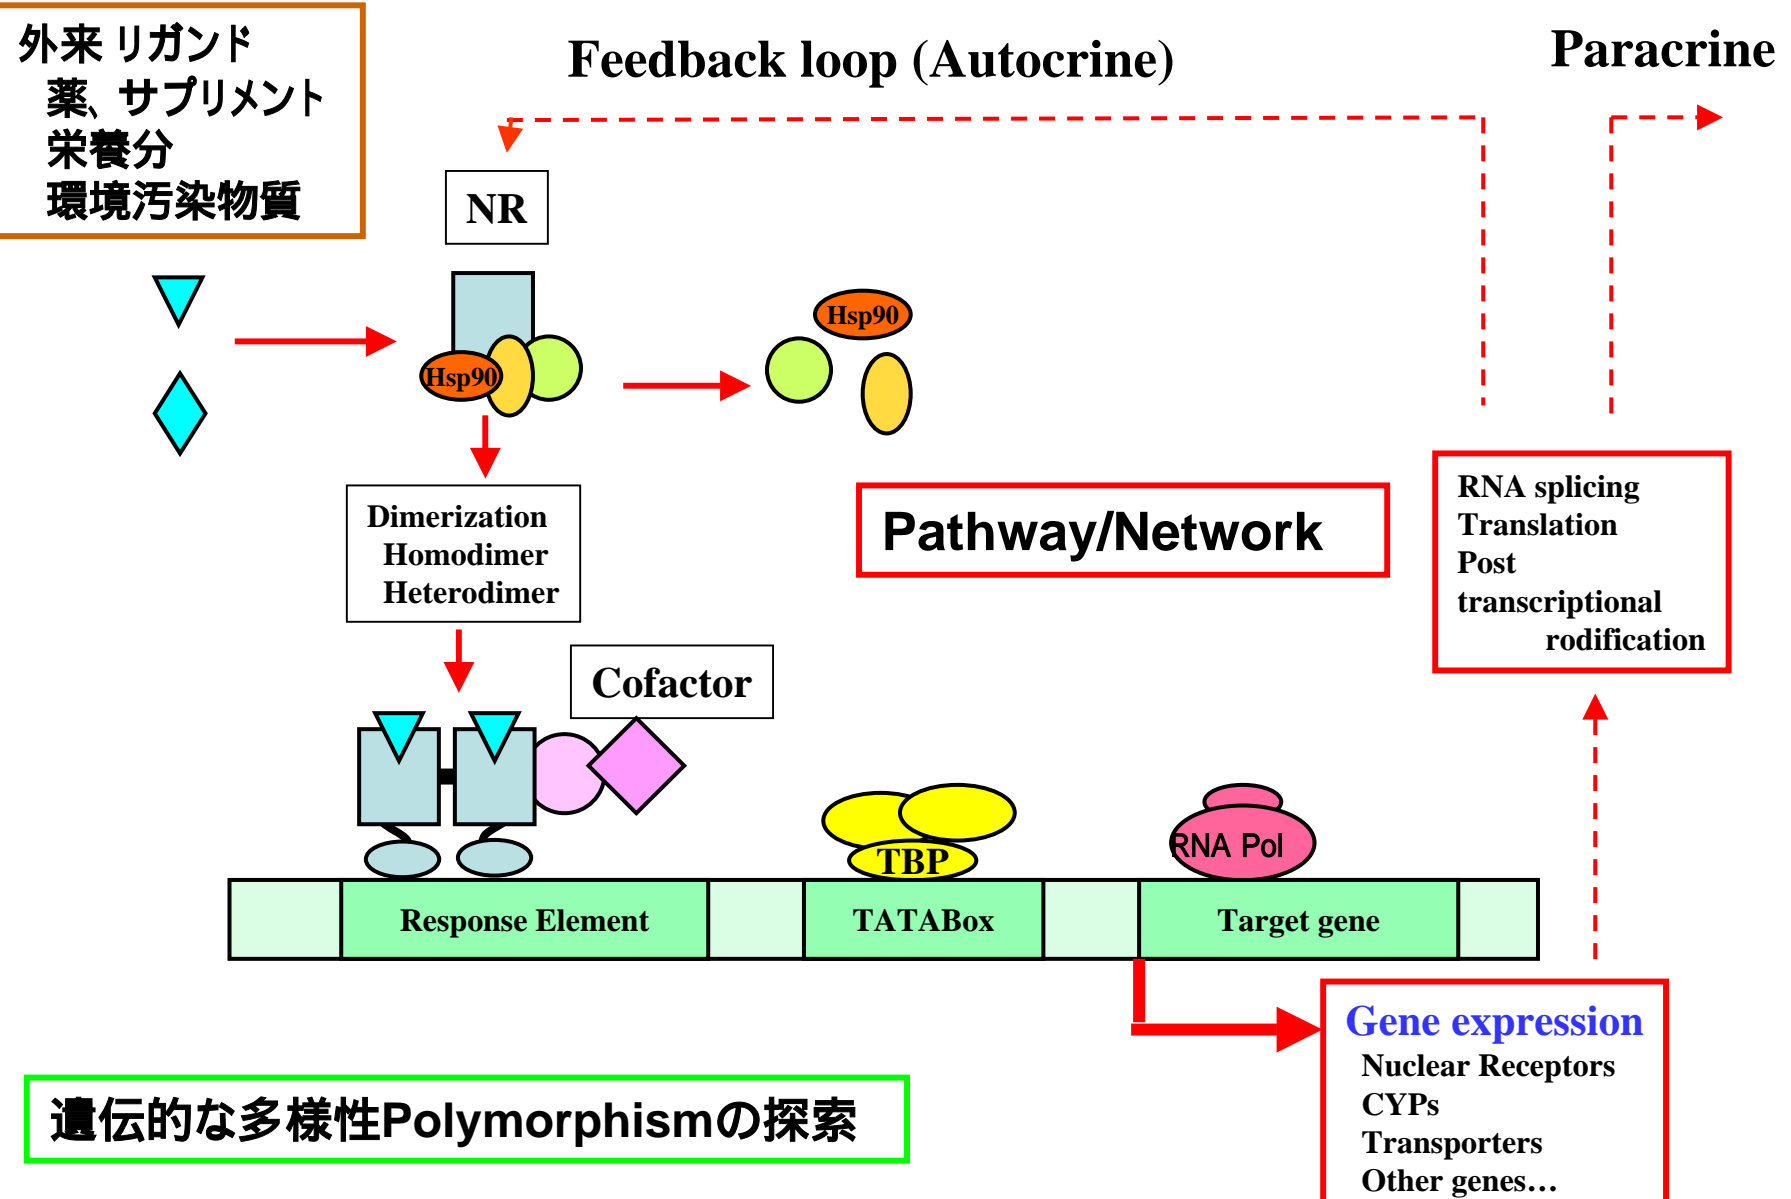 外来 リガンド
薬、サプリメント
栄養分
環境汚染物質
Feedback loop (Autocrine)
Paracrine
NR
Hsp90
Hsp90
Dimerization
Homodimer
Heterodimer
Pathway/Network
RNA splicing
Translation
Post
transcriptional
rodification
Cofactor
TBP
RNA Pol
Response Element
TATABox
Target gene
Gene expression
Nuclear Receptors
CYPs
Transporters
Other genes…
遺伝的な多様性Polymorphismの探索